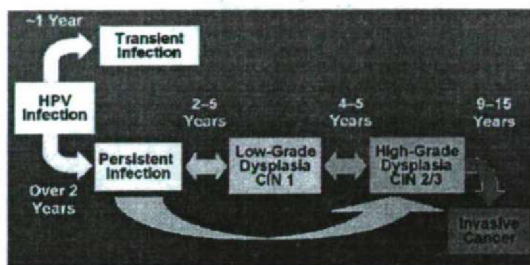 ~1 Year
Transient
Infection
HPV
Infection
2–5
Years
4–5
Years
9–15
Years
Persistent
Infection
Low-Grade
Dysplasia
CIN 1
High-Grade
Dysplasia
CIN 2/3
Over 2
Years
Invasive
Cancer